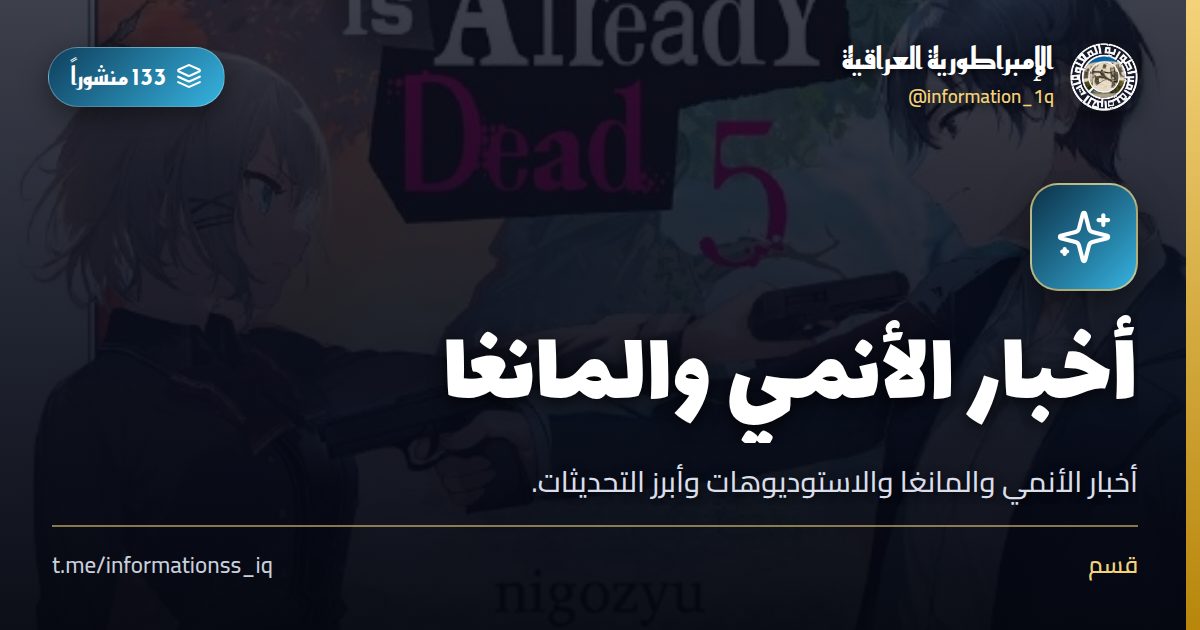 is AlReadY
Dead
5
الإمبراطورية العراقية
@information_1q
133 منشوراً
أخبار الأنمي والمانغا
أخبار الأنمي والمانغا والاستوديوهات وأبرز التحديثات.
قسم
t.me/informationss_iq
nigozyu